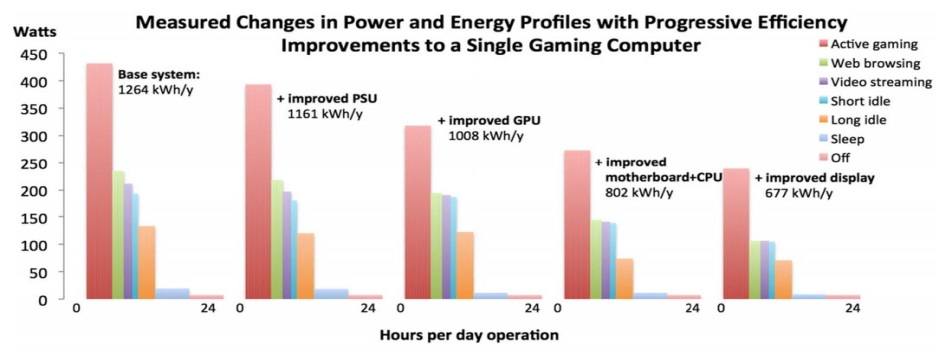 Measured Changes in Power and Energy Profiles with Progressive Efficiency
Improvements to a Single Gaming Computer
Watts
450
400
350
300
250
200
150
100
50
0
Active gaming
Web browsing
Video streaming
Short idle
Long idle
Sleep
Off
Base system:
1264 kWh/y
+ improved PSU
1161 kWh/y
+ improved GPU
1008 kWh/y
+ improved
motherboard+CPU
802 kWh/y
+ improved display
677 kWh/y
0 24 0 24 0 24 0 24 0 24
Hours per day operation